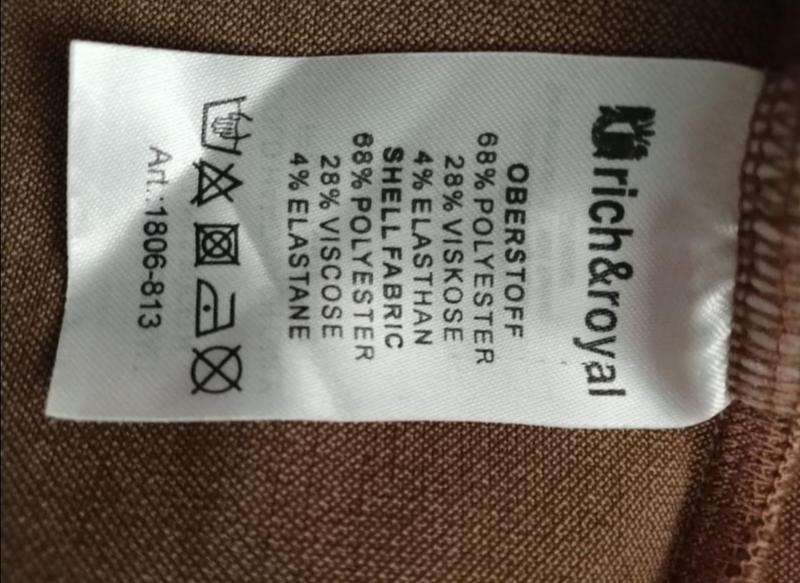 rich&royal
OBERSTOFF
68% POLYESTER
28% VISKOSE
4% ELASTHAN
SHELL FABRIC
68% POLYESTER
28% VISCOSE
4% ELASTANE
Art.:1806-813